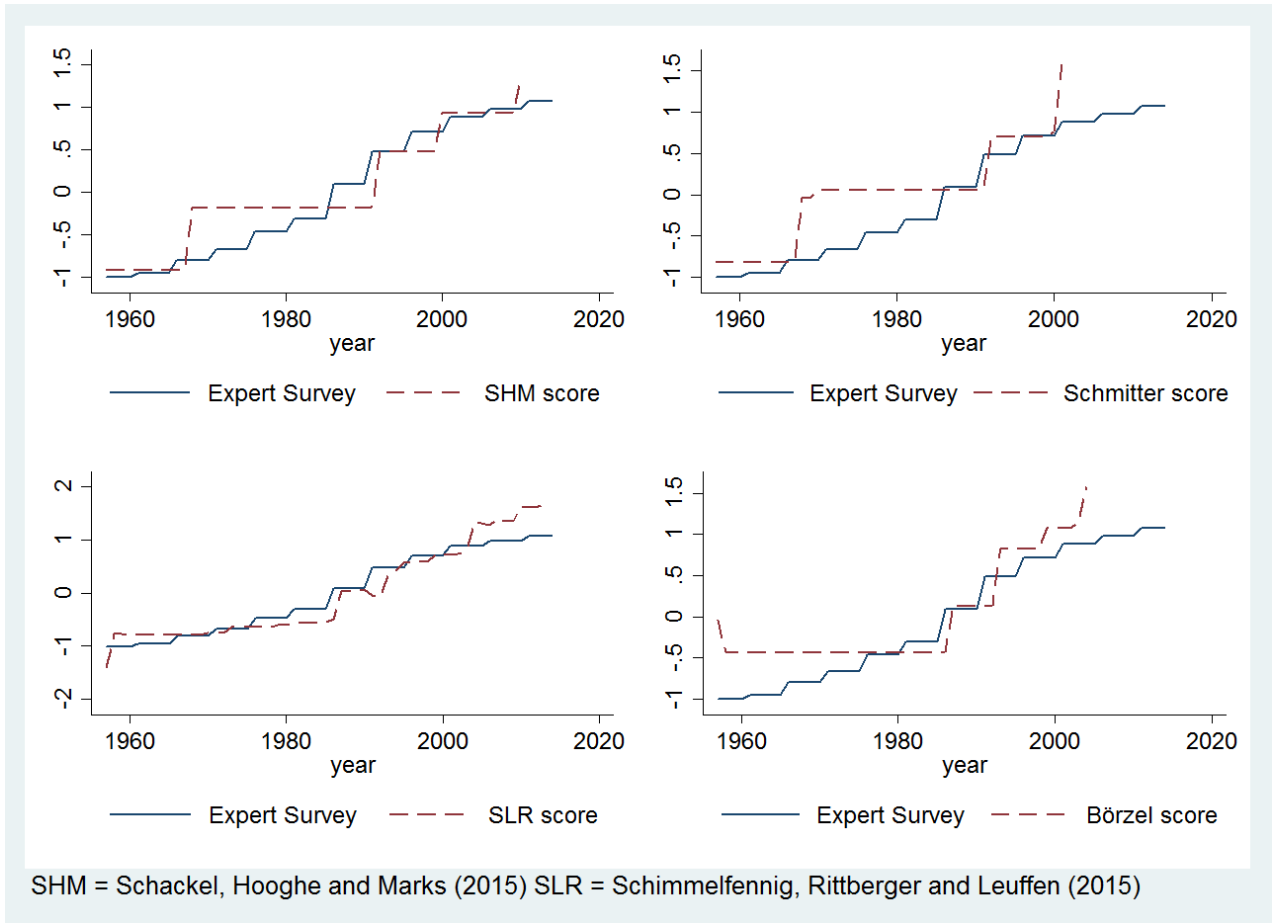 1.5
1
.5
0
-.5
-1
1960 1980 2000 2020
year
Expert Survey SHM score
1.5
1
.5
0
-.5
-1
1960 1980 2000 2020
year
Expert Survey Schmitter score
2
1
0
-1
-2
1960 1980 2000 2020
year
Expert Survey SLR score
1.5
1
.5
0
-.5
-1
1960 1980 2000 2020
year
Expert Survey Börzel score
SHM = Schackel, Hooghe and Marks (2015) SLR = Schimmelfennig, Rittberger and Leuffen (2015)